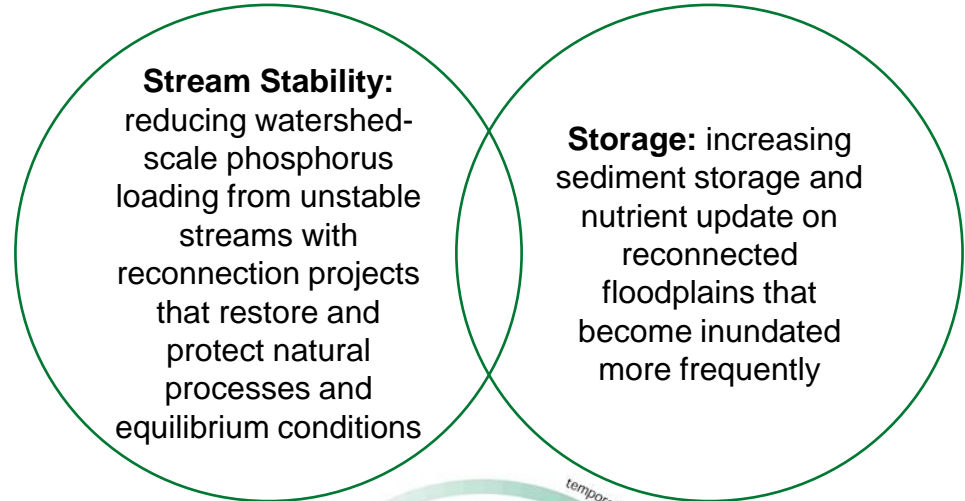 Stream Stability:
reducing watershed-
scale phosphorus
loading from unstable
streams with
reconnection projects
that restore and
protect natural
processes and
equilibrium conditions
Storage: increasing
sediment storage and
nutrient update on
reconnected
floodplains that
become inundated
more frequently